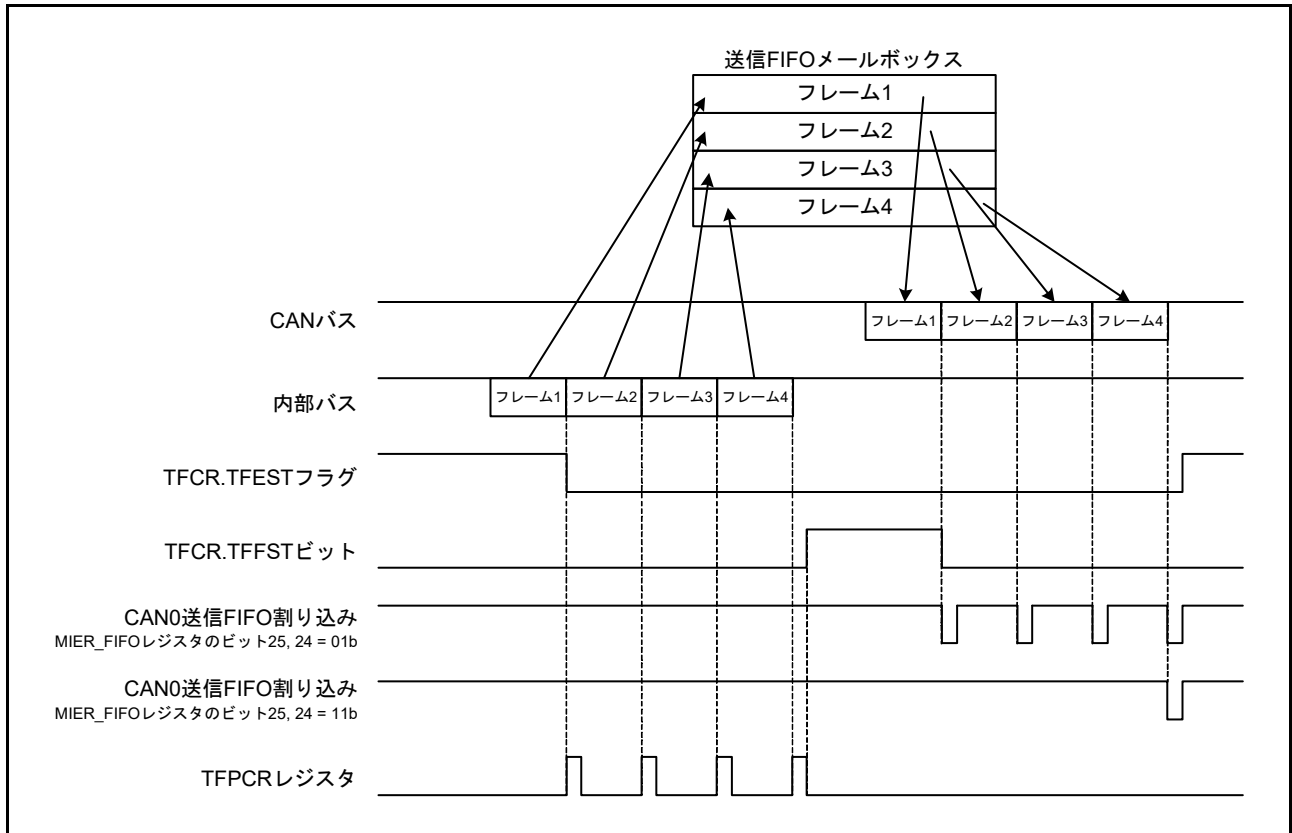 送信FIFOメールボックス
フレーム1
フレーム2
フレーム3
フレーム4
CANバス
フレーム1 フレーム2 フレーム3 フレーム4
内部バス
フレーム1 フレーム2 フレーム3 フレーム4
TFCR.TFESTフラグ
TFCR.TFFSTビット
CAN0送信FIFO割り込み
MIER_FIFOレジスタのビット25, 24 = 01b
CAN0送信FIFO割り込み
MIER_FIFOレジスタのビット25, 24 = 11b
TFPCRレジスタ